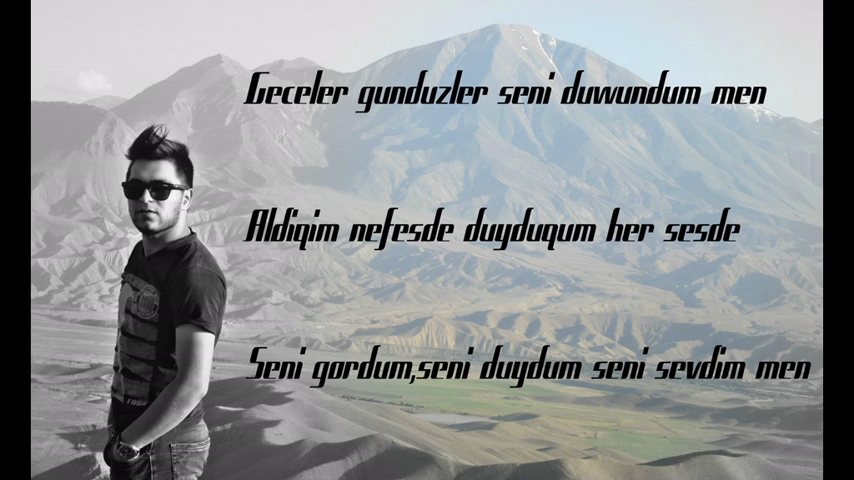 Geceler gunduzler seni duwundum men
Aldiqim nefesde duyduqum her sesde
Seni gordum,seni duydum seni sevdim men